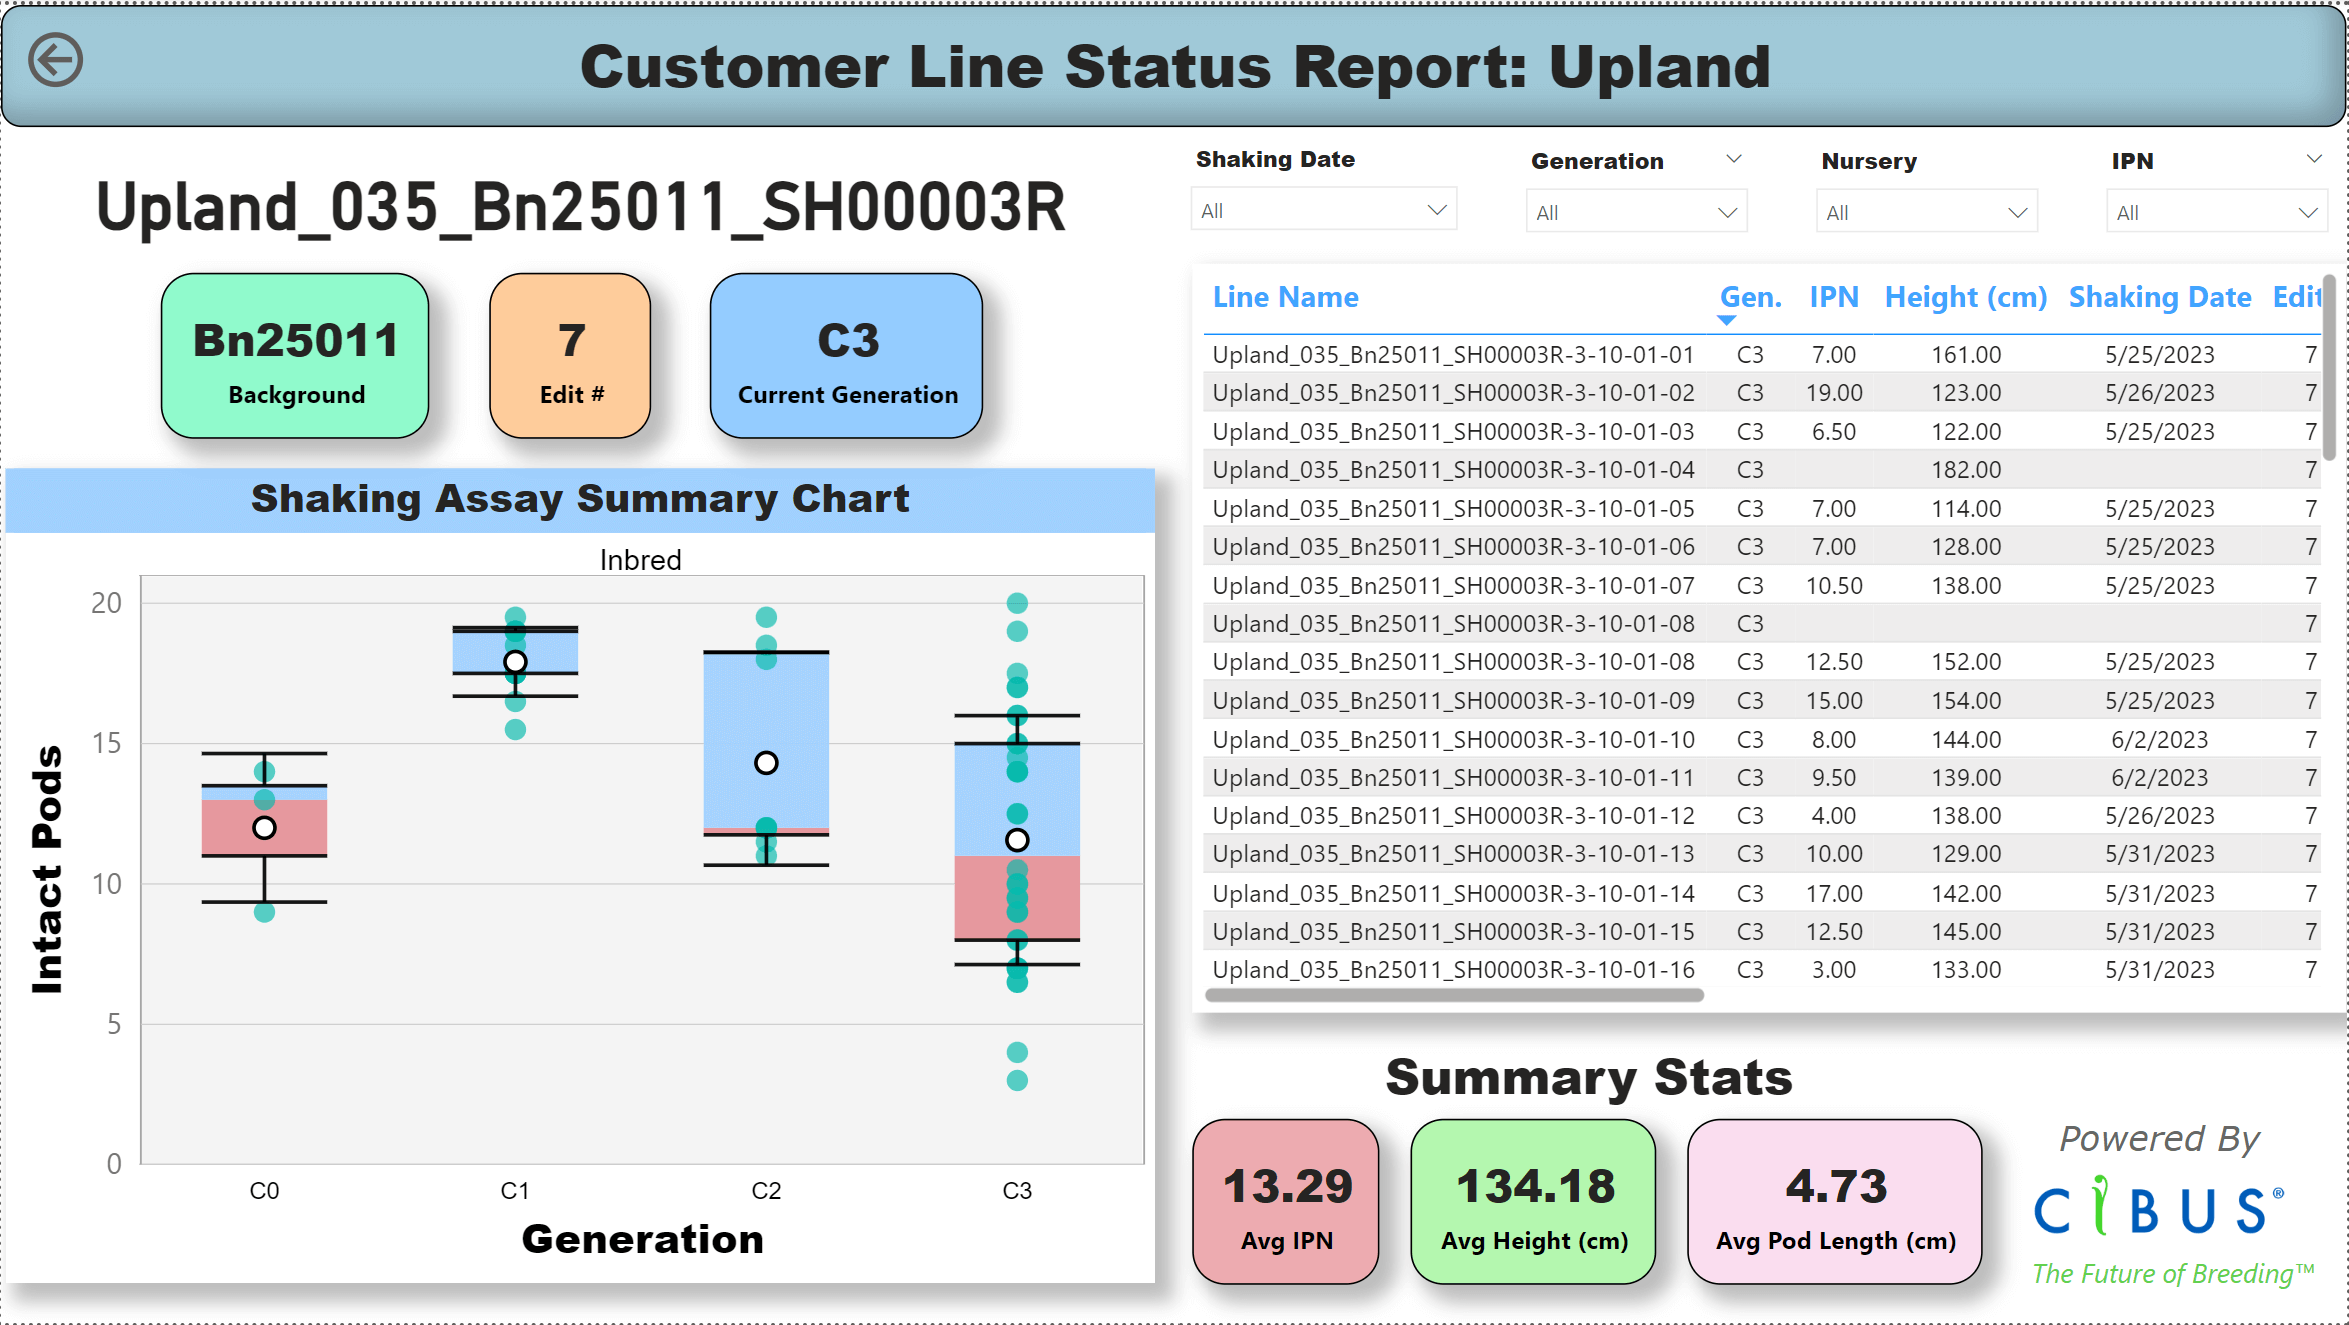 Customer Line Status Report: Upland
Upland_035_Bn25011_SH00003R
Bn25011
Background
7
Edit #
C3
Current Generation
Shaking Date
All
Generation
All
Nursery
All
IPN
All
Shaking Assay Summary Chart
Inbred
Intact Pods
20
15
10
5
0
C0 C1 C2 C3
Generation
Line Name Gen. IPN Height (cm) Shaking Date Edit
Upland_035_Bn25011_SH00003R-3-10-01-01 C3 7.00 161.00 5/25/2023 7
Upland_035_Bn25011_SH00003R-3-10-01-02 C3 19.00 123.00 5/26/2023 7
Upland_035_Bn25011_SH00003R-3-10-01-03 C3 6.50 122.00 5/25/2023 7
Upland_035_Bn25011_SH00003R-3-10-01-04 C3 182.00 7
Upland_035_Bn25011_SH00003R-3-10-01-05 C3 7.00 114.00 5/25/2023 7
Upland_035_Bn25011_SH00003R-3-10-01-06 C3 7.00 128.00 5/25/2023 7
Upland_035_Bn25011_SH00003R-3-10-01-07 C3 10.50 138.00 5/25/2023 7
Upland_035_Bn25011_SH00003R-3-10-01-08 C3 7
Upland_035_Bn25011_SH00003R-3-10-01-08 C3 12.50 152.00 5/25/2023 7
Upland_035_Bn25011_SH00003R-3-10-01-09 C3 15.00 154.00 5/25/2023 7
Upland_035_Bn25011_SH00003R-3-10-01-10 C3 8.00 144.00 6/2/2023 7
Upland_035_Bn25011_SH00003R-3-10-01-11 C3 9.50 139.00 6/2/2023 7
Upland_035_Bn25011_SH00003R-3-10-01-12 C3 4.00 138.00 5/26/2023 7
Upland_035_Bn25011_SH00003R-3-10-01-13 C3 10.00 129.00 5/31/2023 7
Upland_035_Bn25011_SH00003R-3-10-01-14 C3 17.00 142.00 5/31/2023 7
Upland_035_Bn25011_SH00003R-3-10-01-15 C3 12.50 145.00 5/31/2023 7
Upland_035_Bn25011_SH00003R-3-10-01-16 C3 3.00 133.00 5/31/2023 7
Summary Stats
13.29
Avg IPN
134.18
Avg Height (cm)
4.73
Avg Pod Length (cm)
Powered By
CIBUS®
The Future of Breeding™